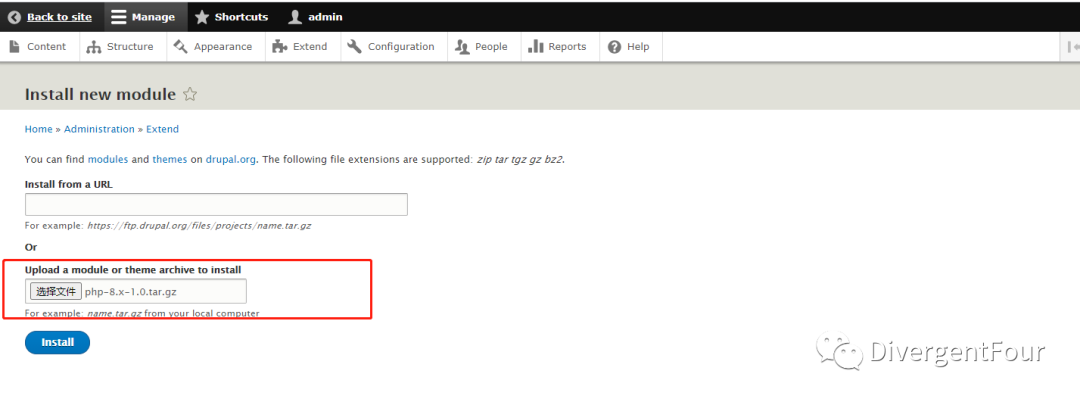 Back to site Manage Shortcuts admin
Content Structure Appearance Extend Configuration People Reports Help
Install new module
Home » Administration » Extend
You can find modules and themes on drupal.org. The following file extensions are supported: zip tar tgz gz bz2.
Install from a URL
For example: https://ftp.drupal.org/files/projects/name.tar.gz
Or
Upload a module or theme archive to install
选择文件 php-8.x-1.0.tar.gz
For example: name.tar.gz from your local computer
Install
DivergentFour